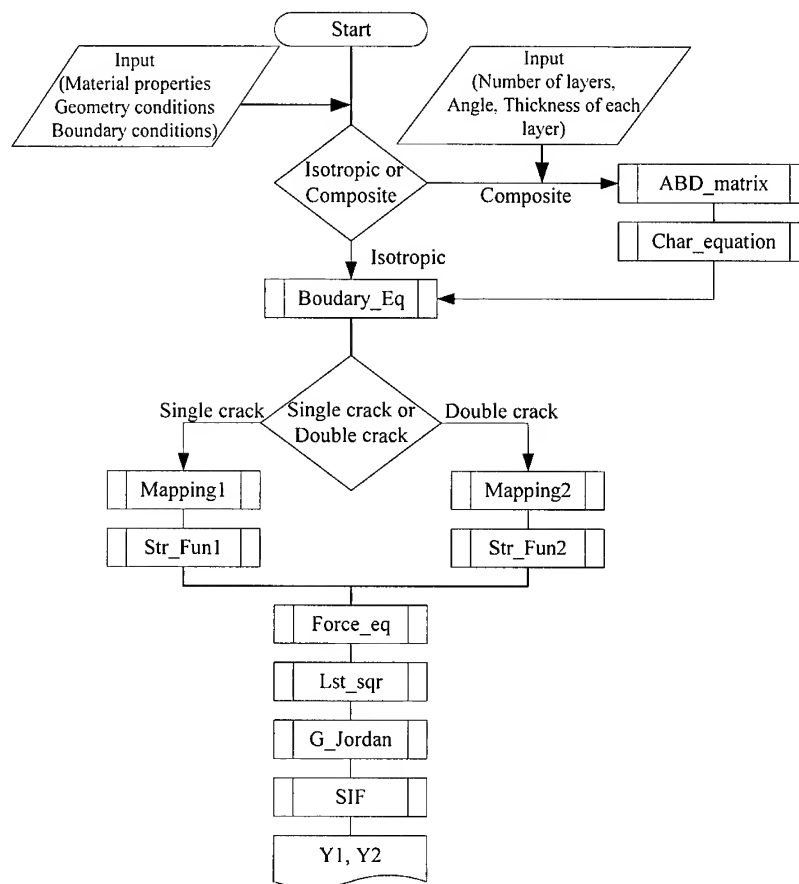 Start
Input
(Material properties
Geometry conditions
Boundary conditions)
Input
(Number of layers,
Angle, Thickness of each
layer)
Isotropic or
Composite
Composite
ABD_matrix
Char_equation
Isotropic
Boudary_Eq
Single crack
Single crack or
Double crack
Double crack
Mapping1
Mapping2
Str_Fun1
Str_Fun2
Force_eq
Lst_sqr
G_Jordan
SIF
Y1, Y2